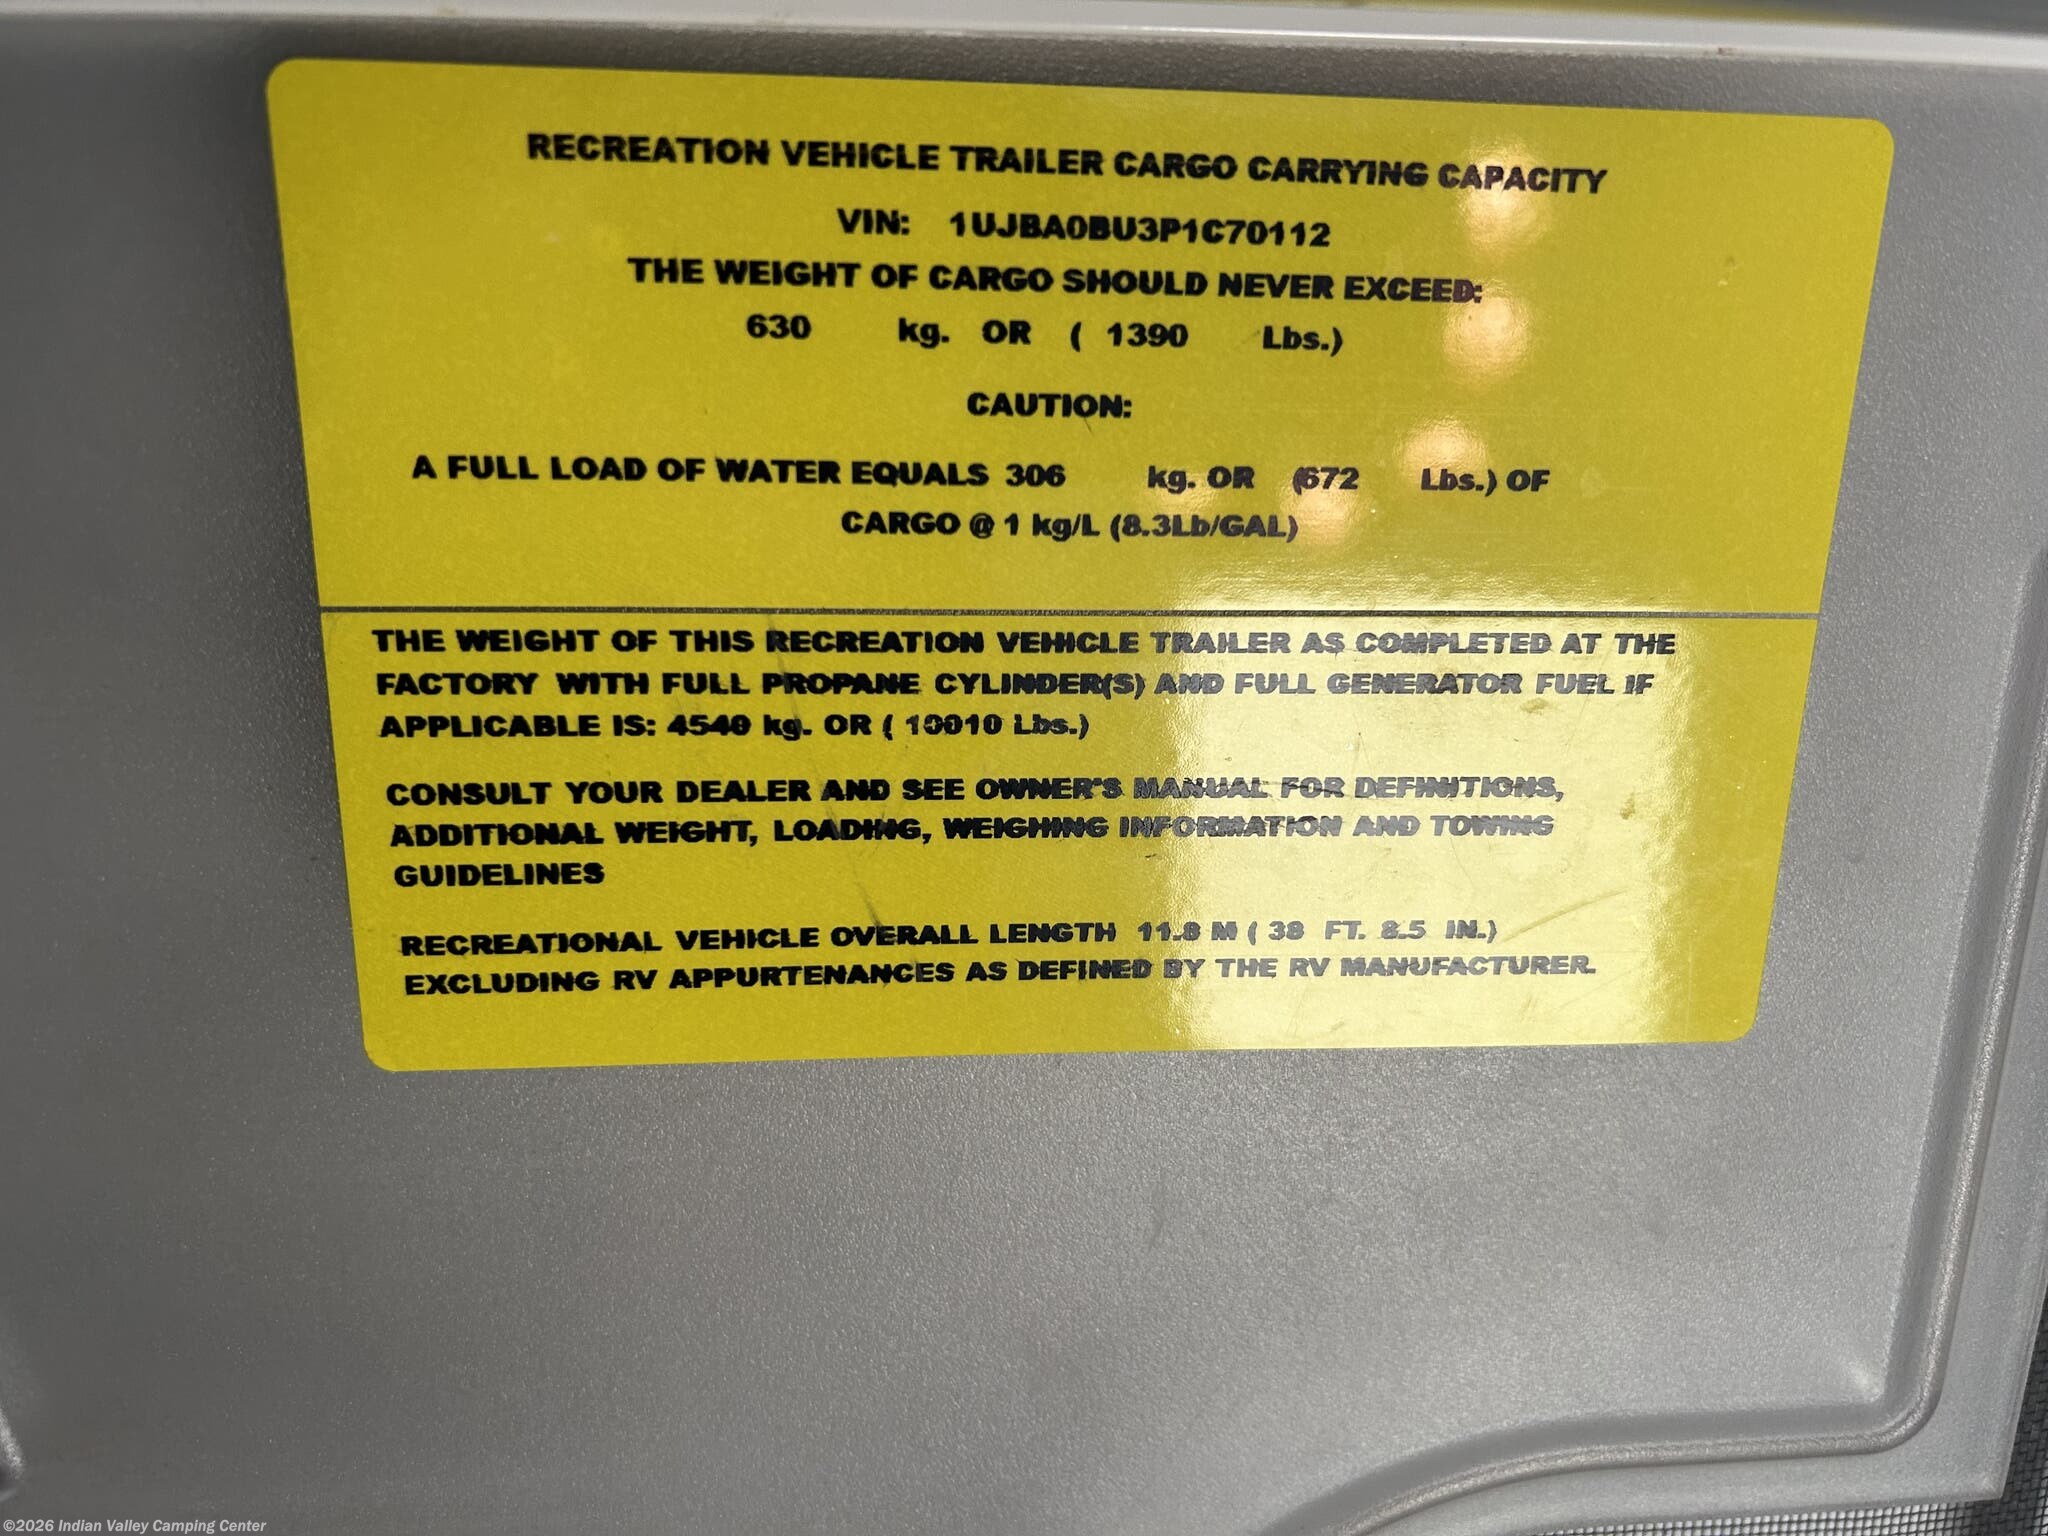 RECREATION VEHICLE TRAILER CARGO CARRYING CAPACITY
VIN: 1UJBA0BU3P1C70112
THE WEIGHT OF CARGO SHOULD NEVER EXCEED:
630 kg. OR ( 1390 Lbs.)
CAUTION:
A FULL LOAD OF WATER EQUALS 306 kg. OR (672 Lbs.) OF
CARGO @ 1 kg/L (8.3Lb/GAL)
THE WEIGHT OF THIS RECREATION VEHICLE TRAILER AS COMPLETED AT THE
FACTORY WITH FULL PROPANE CYLINDER(S) AND FULL GENERATOR FUEL IF
APPLICABLE IS: 4540 kg. OR ( 10010 Lbs.)
CONSULT YOUR DEALER AND SEE OWNER'S MANUAL FOR DEFINITIONS,
ADDITIONAL WEIGHT, LOADING, WEIGHING INFORMATION AND TOWING
GUIDELINES
RECREATIONAL VEHICLE OVERALL LENGTH 11.8 M ( 38 FT. 8.5 IN.)
EXCLUDING RV APPURTENANCES AS DEFINED BY THE RV MANUFACTURER.
©2026 Indian Valley Camping Center